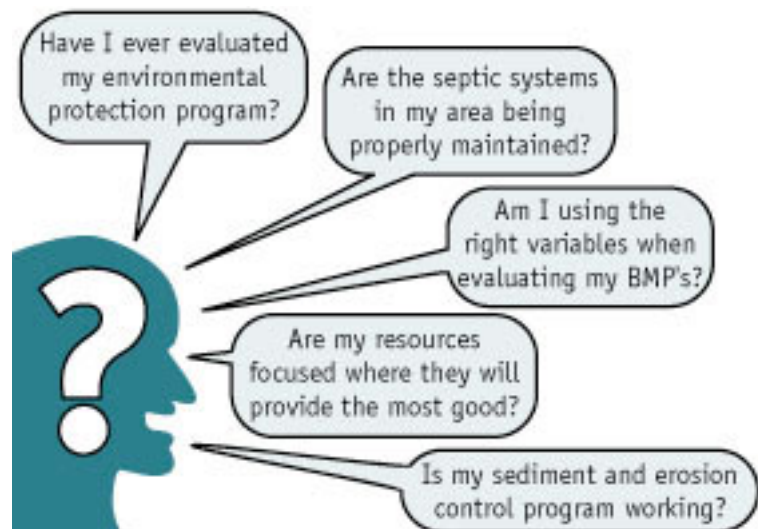 Have I ever evaluated
my environmental
protection program?
Are the septic systems
in my area being
properly maintained?
Am I using the
right variables when
evaluating my BMP's?
Are my resources
focused where they will
provide the most good?
Is my sediment and erosion
control program working?
?